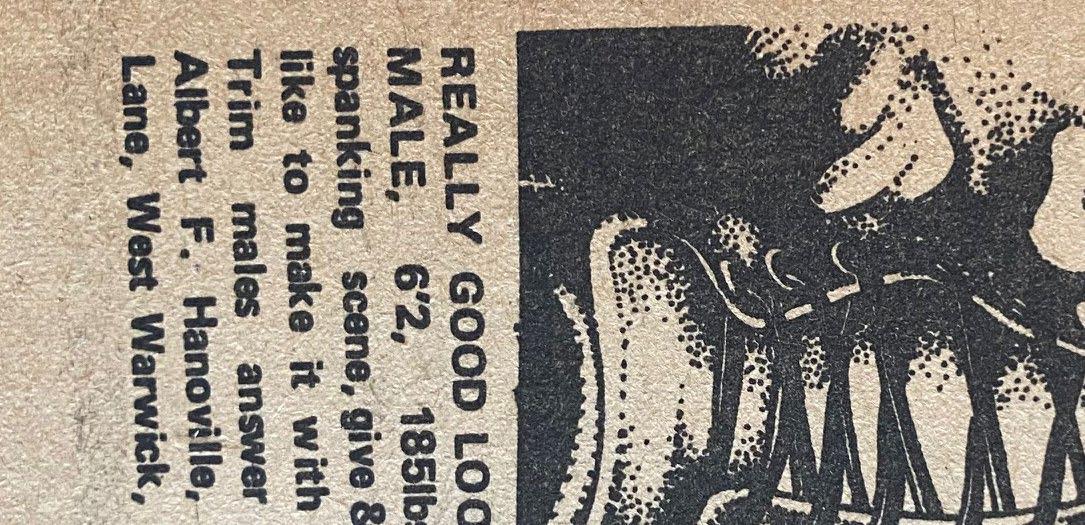 REALLY GOOD LOO
MALE, 6'2, 185lb
spanking scene, give &
like to make it with
Trim males answer
Albert F. Hanoville,
Lane, West Warwick,